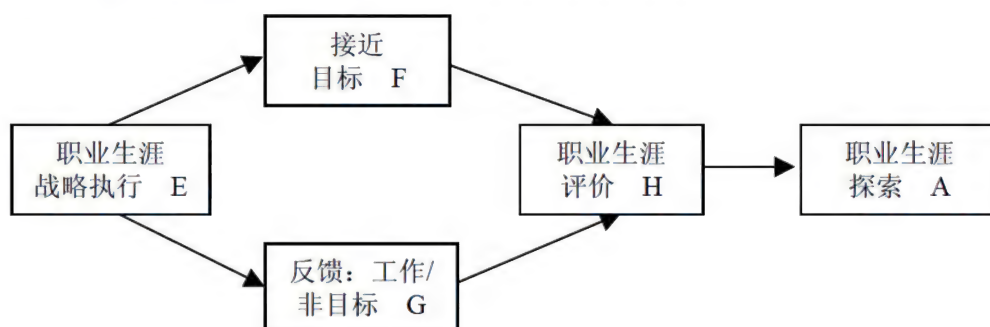 接近
目标 F
职业生涯
战略执行 E
职业生涯
评价 H
职业生涯
探索 A
反馈：工作/
非目标 G